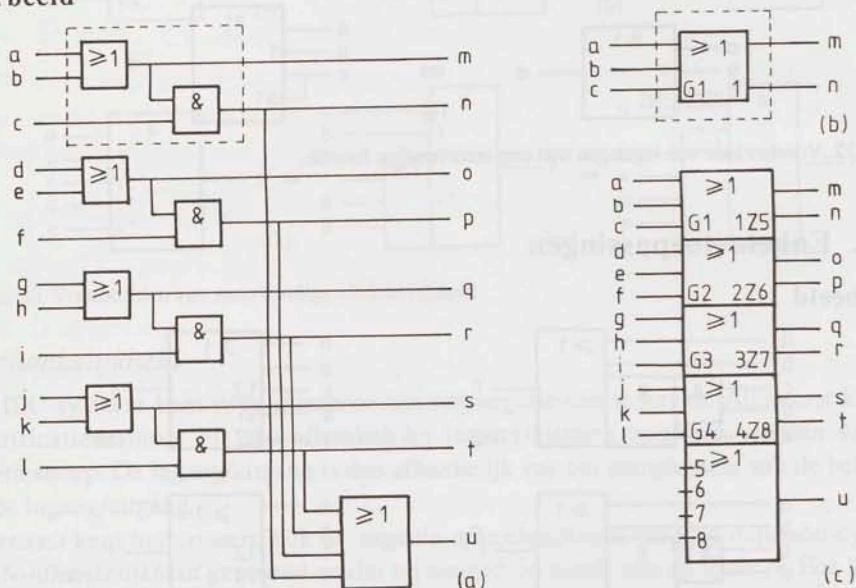 beeld
a
b
c
≥1
&
m
n
d
e
f
≥1
&
o
p
g
h
i
≥1
&
q
r
j
k
l
≥1
&
s
t
≥1
u
(a)
a
b
c
≥1
G1 1
m
n
(b)
a
b
c
≥1
G1 1Z5
m
n
d
e
f
≥1
G2 2Z6
o
p
g
h
i
≥1
G3 3Z7
q
r
j
k
l
≥1
G4 4Z8
s
t
5
6
7
8
≥1
u
(c)